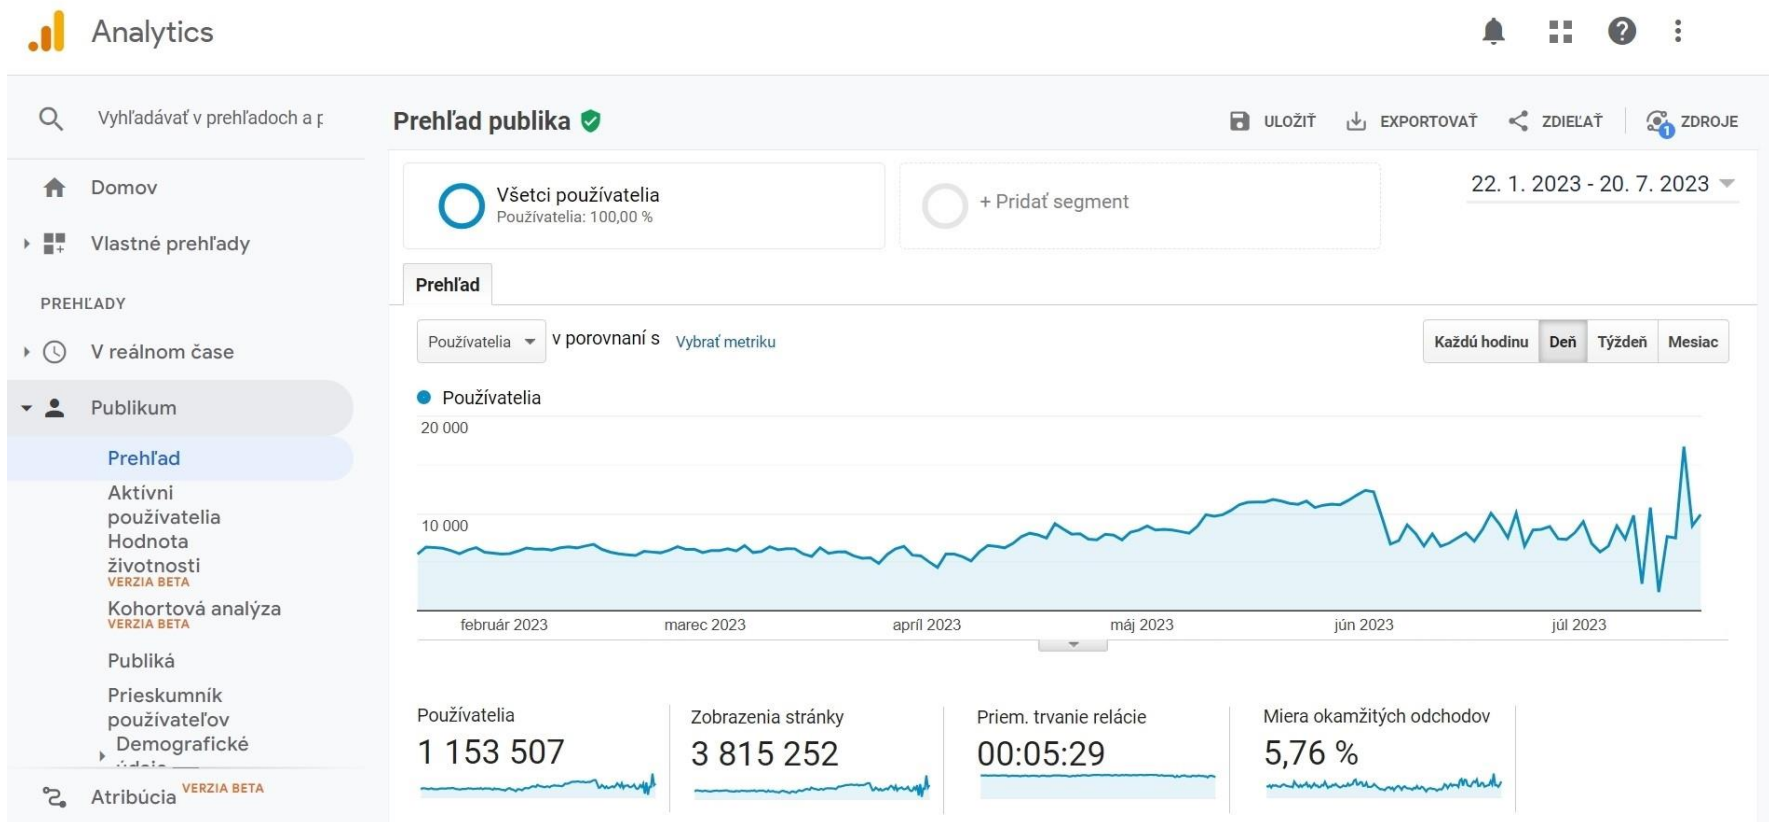 Analytics
Vyhľadávať v prehľadoch a p
Prehľad publika
ULOŽIŤ
EXPORTOVAŤ
ZDIEĽAŤ
1
ZDROJE
Domov
Vlastné prehľady
PREHĽADY
V reálnom čase
Publikum
Prehľad
Aktívni
používatelia
Hodnota
životnosti
VERZIA BETA
Kohortová analýza
VERZIA BETA
Publiká
Prieskumník
používateľov
Demografické
Atribúcia VERZIA BETA
Všetci používatelia
Používatelia: 100,00 %
+ Pridať segment
22. 1. 2023 - 20. 7. 2023
Prehľad
Používatelia v porovnaní s Vybrať metriku
Každú hodinu Deň Týždeň Mesiac
Používatelia
20 000
10 000
február 2023 marec 2023 apríl 2023 máj 2023 jún 2023 júl 2023
Používatelia
1 153 507
Zobrazenia stránky
3 815 252
Priem. trvanie relácie
00:05:29
Miera okamžitých odchodov
5,76 %